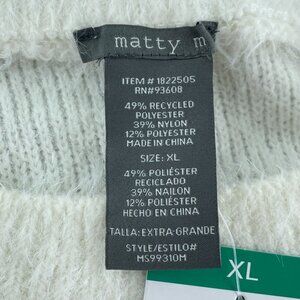 matty m
ITEM # 1822505
RN#93608
49% RECYCLED
POLYESTER
39% NYLON
12% POLYESTER
MADE IN CHINA
SIZE: XL
49% POLIÉSTER
RECICLADO
39% NAILON
12% POLIÉSTER
HECHO EN CHINA
TALLA: EXTRA-GRANDE
STYLE/ESTILO#
MS99310M
XL